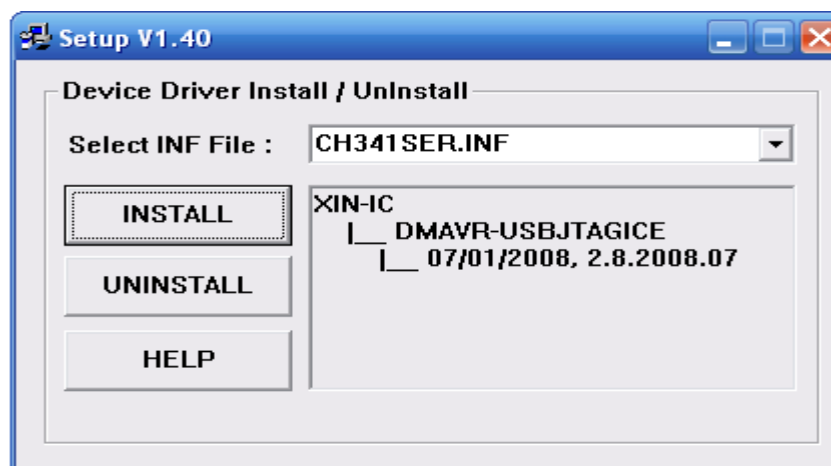 Setup V1.40
Device Driver Install / UnInstall
Select INF File :
CH341SER.INF
INSTALL
UNINSTALL
HELP
XIN-IC
|__ DMAVR-USBJTAGICE
|__ 07/01/2008, 2.8.2008.07